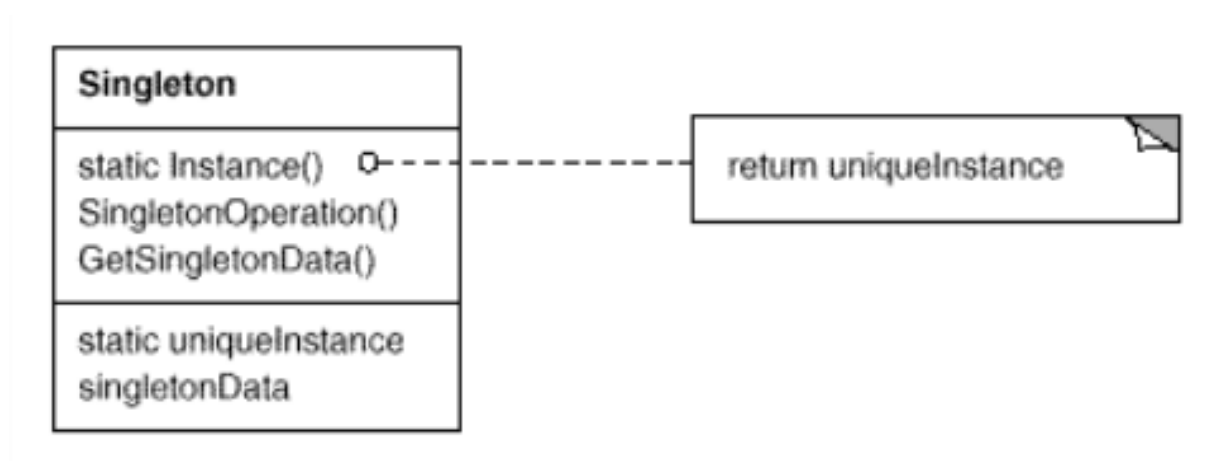 Singleton
static Instance()
return uniqueInstance
SingletonOperation()
GetSingletonData()
static uniqueInstance
singletonData